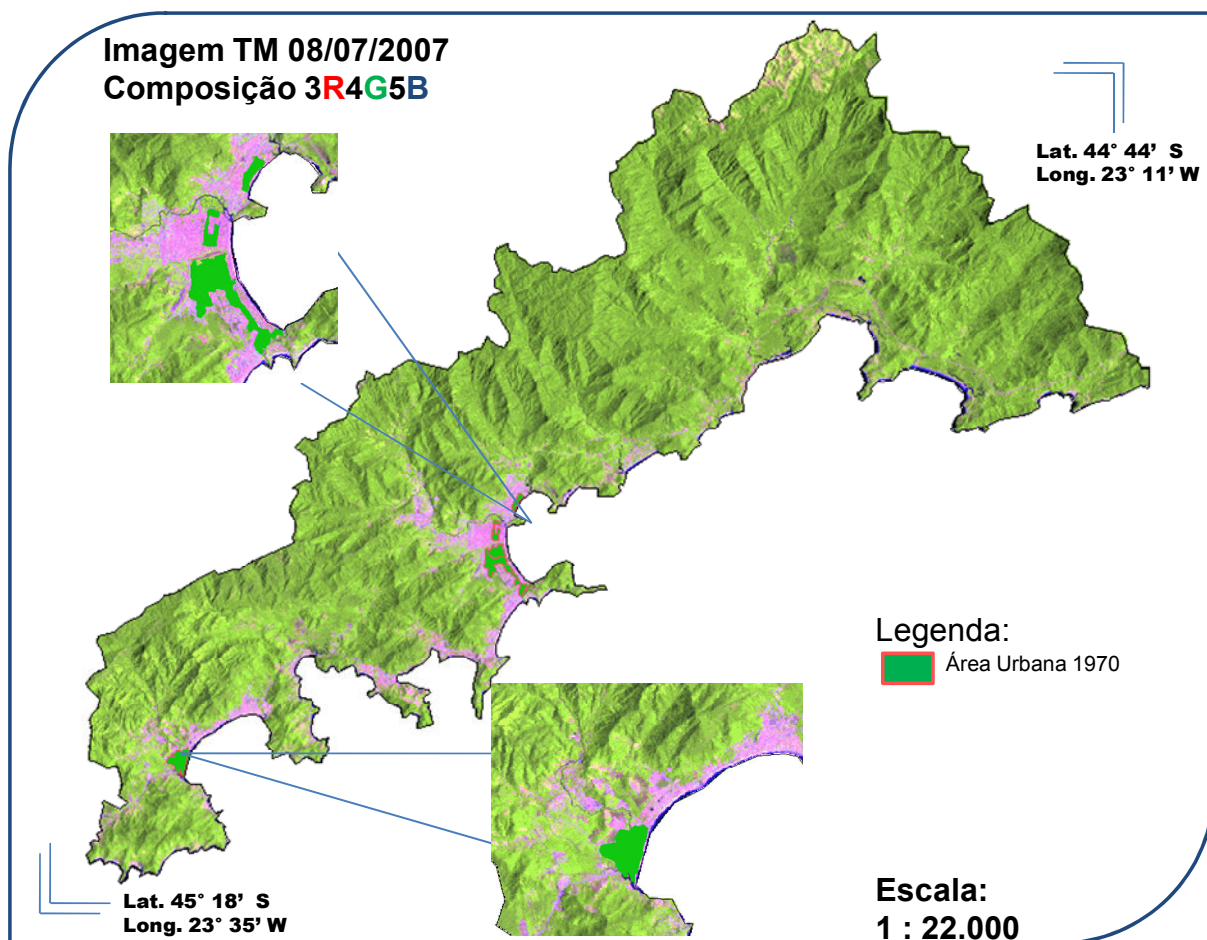 Imagem TM 08/07/2007
Composição 3R4G5B
Lat. 44° 44’ S
Long. 23° 11’ W
Legenda:
Área Urbana 1970
Lat. 45° 18’ S
Long. 23° 35’ W
Escala:
1 : 22.000